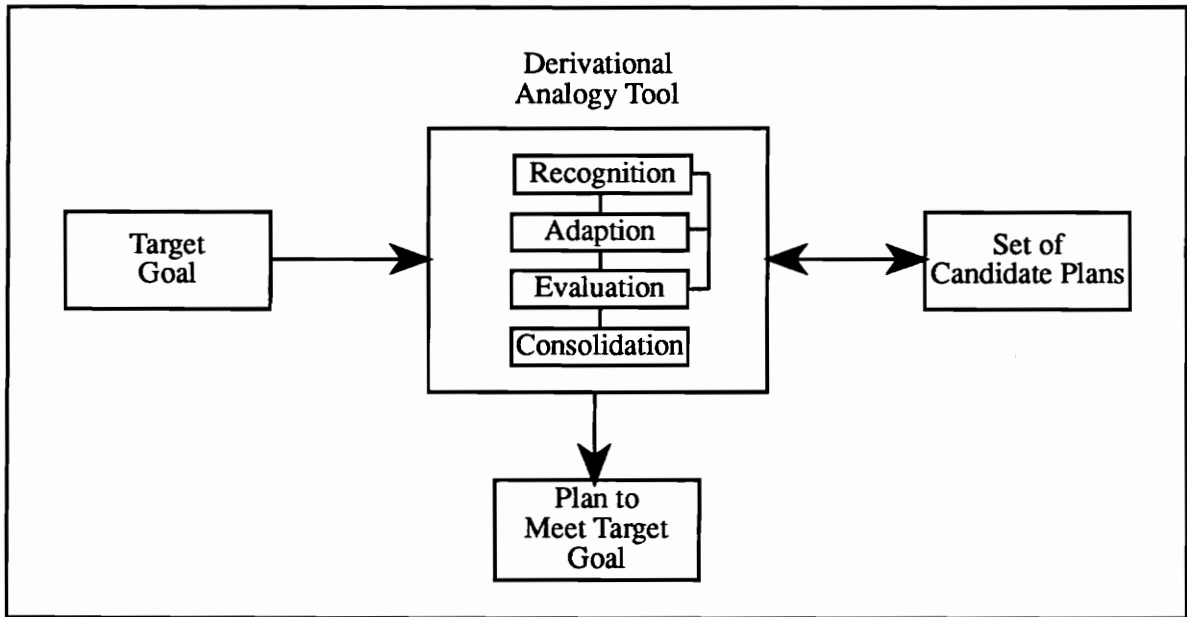 Derivational
Analogy Tool
Recognition
Adaption
Evaluation
Consolidation
Target
Goal
Set of
Candidate Plans
Plan to
Meet Target
Goal